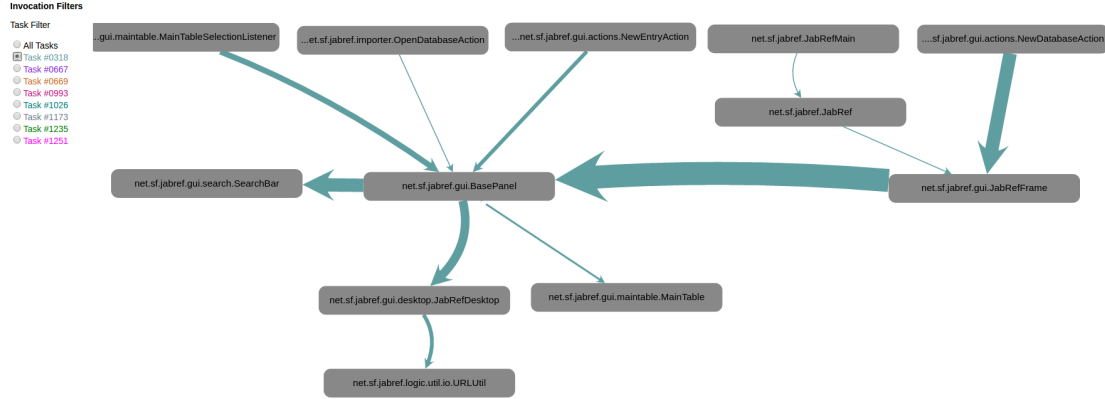 Invocation Filters
Task Filter
All Tasks
Task #0318
Task #0667
Task #0669
Task #0993
Task #1026
Task #1173
Task #1235
Task #1251
...gui.maintable.MainTableSelectionListener
...et.sf.jabref.importer.OpenDatabaseAction
...net.sf.jabref.gui.actions.NewEntryAction
net.sf.jabref.JabRefMain
....sf.jabref.gui.actions.NewDatabaseAction
net.sf.jabref.JabRef
net.sf.jabref.gui.search.SearchBar
net.sf.jabref.gui.BasePanel
net.sf.jabref.gui.JabRefFrame
net.sf.jabref.gui.desktop.JabRefDesktop
net.sf.jabref.gui.maintable.MainTable
net.sf.jabref.logic.util.io.URLUtil